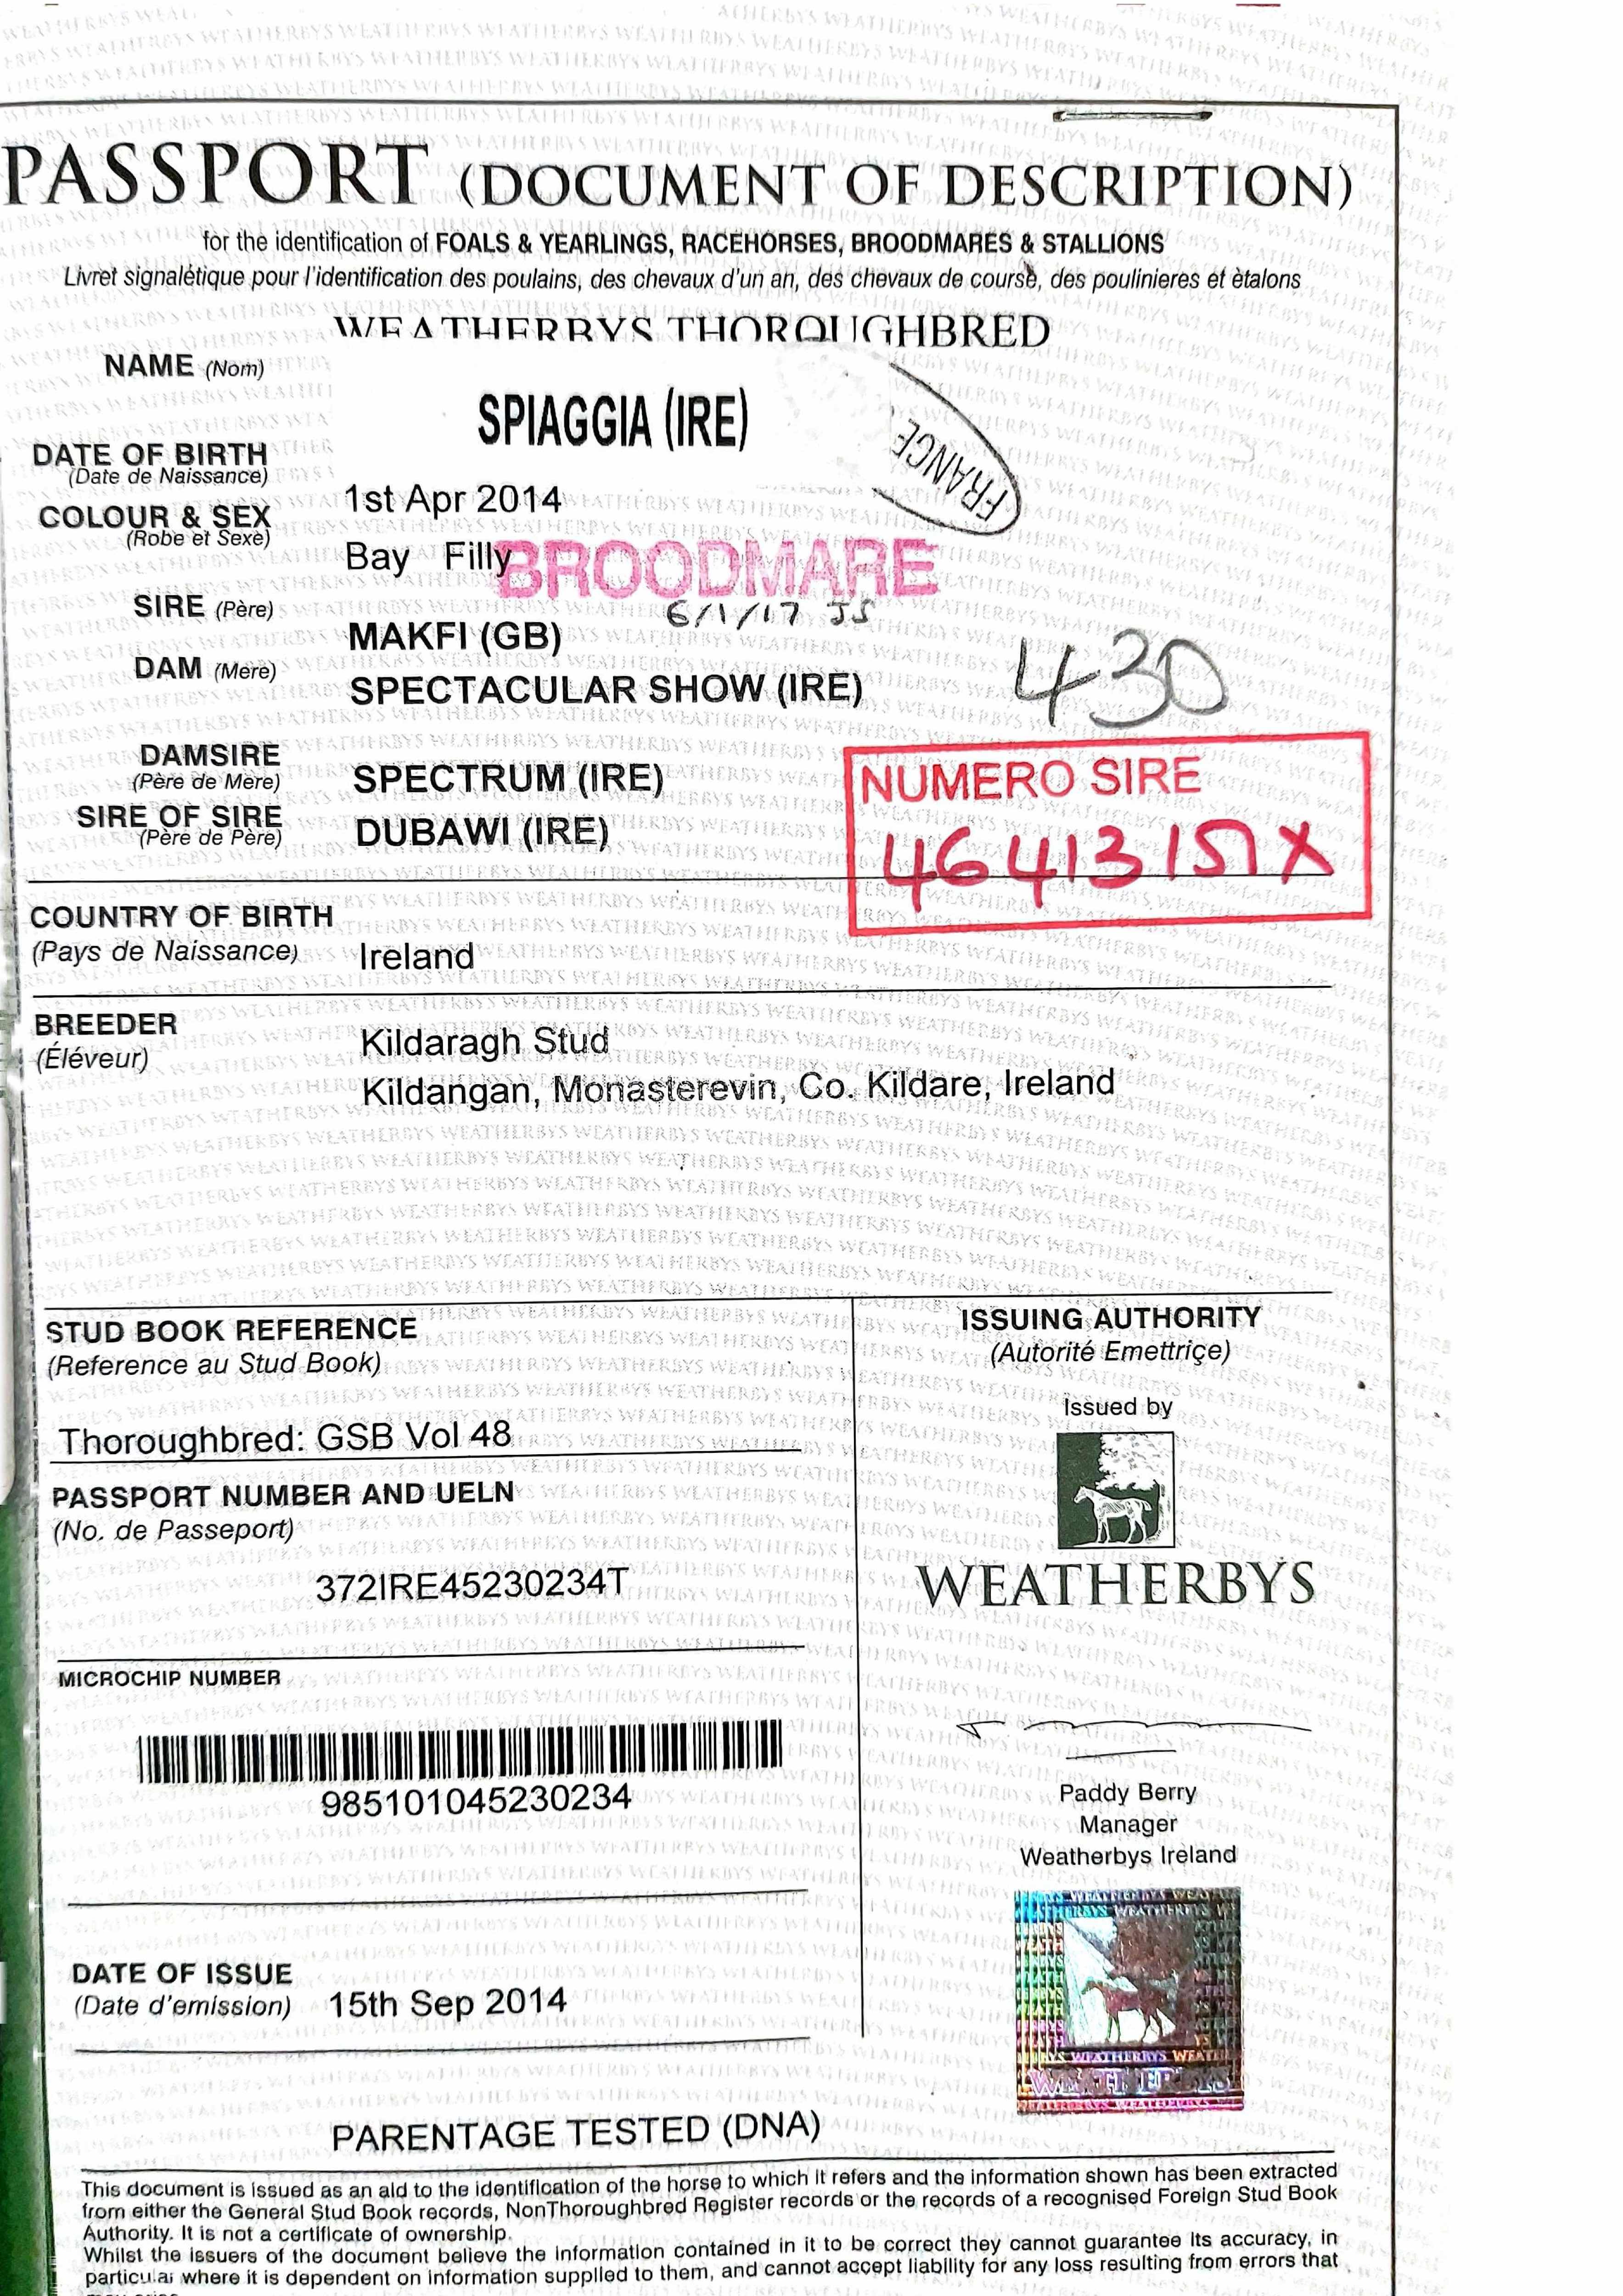 PASSPORT (DOCUMENT OF DESCRIPTION)
for the identification of FOALS & YEARLINGS, RACEHORSES, BROODMARES & STALLIONS
Livret signalètique pour l'identification des poulains, des chevaux d'un an, des chevaux de course, des poulinieres et ètalons
WEATHERBYS THOROUGHBRED
NAME (Nom)
SPIAGGIA (IRE)
FRANCE
DATE OF BIRTH
(Date de Naissance)
1st Apr 2014
COLOUR & SEX
(Robe et Sexe)
Bay Filly
BROODMARE
6/1/17 JS
SIRE (Père)
MAKFI (GB)
DAM (Mere)
SPECTACULAR SHOW (IRE)
430
DAMSIRE
(Père de Mère)
SPECTRUM (IRE)
SIRE OF SIRE
(Père de Père)
DUBAWI (IRE)
NUMERO SIRE
COUNTRY OF BIRTH
(Pays de Naissance)
Ireland
BREEDER
(Éléveur)
Kildaragh Stud
Kildangan, Monasterevin, Co. Kildare, Ireland
STUD BOOK REFERENCE
(Reference au Stud Book)
Thoroughbred: GSB Vol 48
PASSPORT NUMBER AND UELN
(No. de Passeport)
372IRE45230234T
MICROCHIP NUMBER
985101045230234
DATE OF ISSUE
(Date d'emission)
15th Sep 2014
ISSUING AUTHORITY
(Autorité Emettriçe)
Issued by
WEATHERBYS
Paddy Berry
Manager
Weatherbys Ireland
WEATHERBYS
PARENTAGE TESTED (DNA)
This document is issued as an aid to the identification of the horse to which it refers and the information shown has been extracted
from either the General Stud Book records, NonThoroughbred Register records or the records of a recognised Foreign Stud Book
Authority. It is not a certificate of ownership.
Whilst the issuers of the document believe the information contained in it to be correct they cannot guarantee its accuracy, in
particular where it is dependent on information supplied to them, and cannot accept liability for any loss resulting from errors that